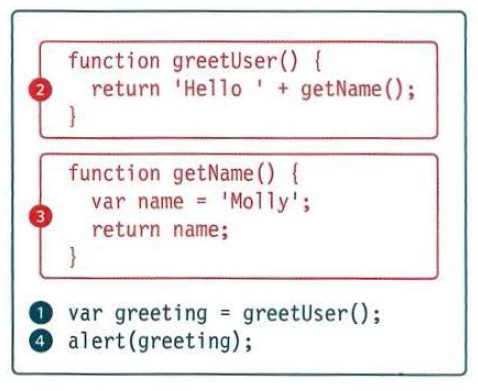 function greetUser() {
2 return 'Hello ' + getName();
}
function getName() {
var name = 'Molly';
3 return name;
}
1 var greeting = greetUser();
4 alert(greeting);